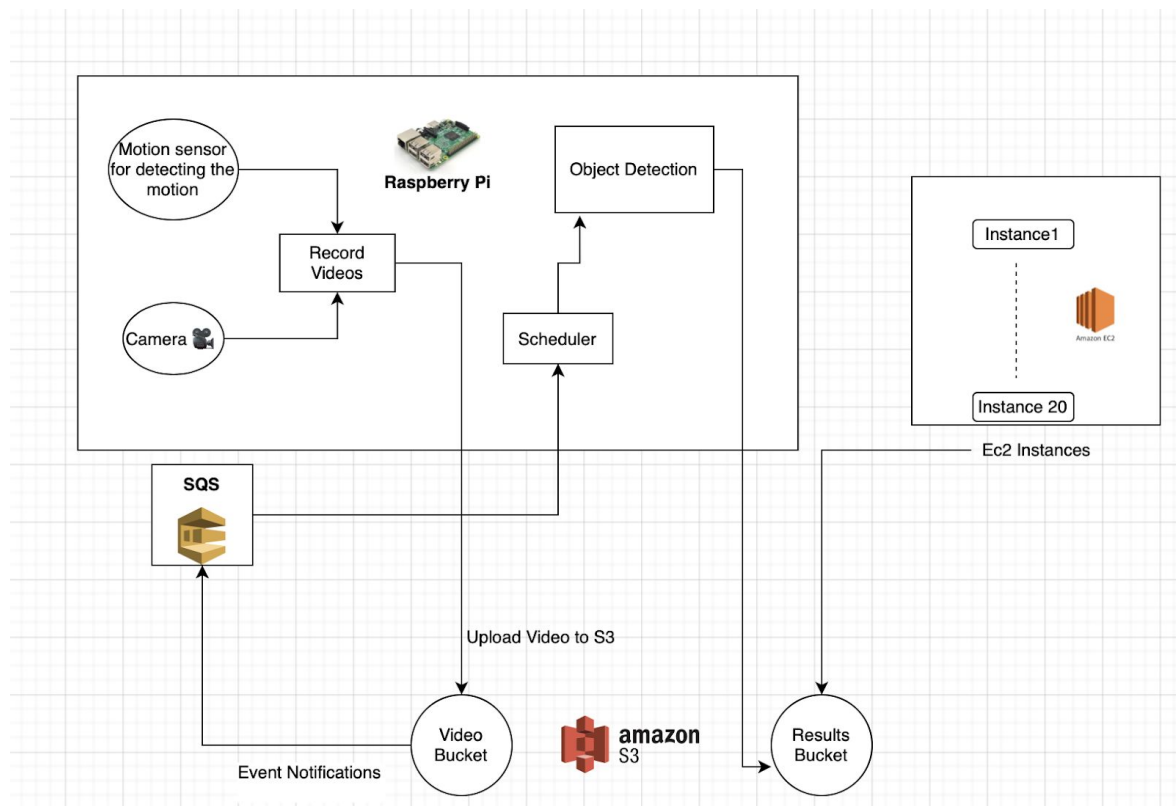 Motion sensor
for detecting the
motion
Raspberry Pi
Object Detection
Record
Videos
Camera
Scheduler
Instance1
Amazon EC2
Instance 20
Ec2 Instances
SQS
Upload Video to S3
Video
Bucket
amazon
S3
Results
Bucket
Event Notifications